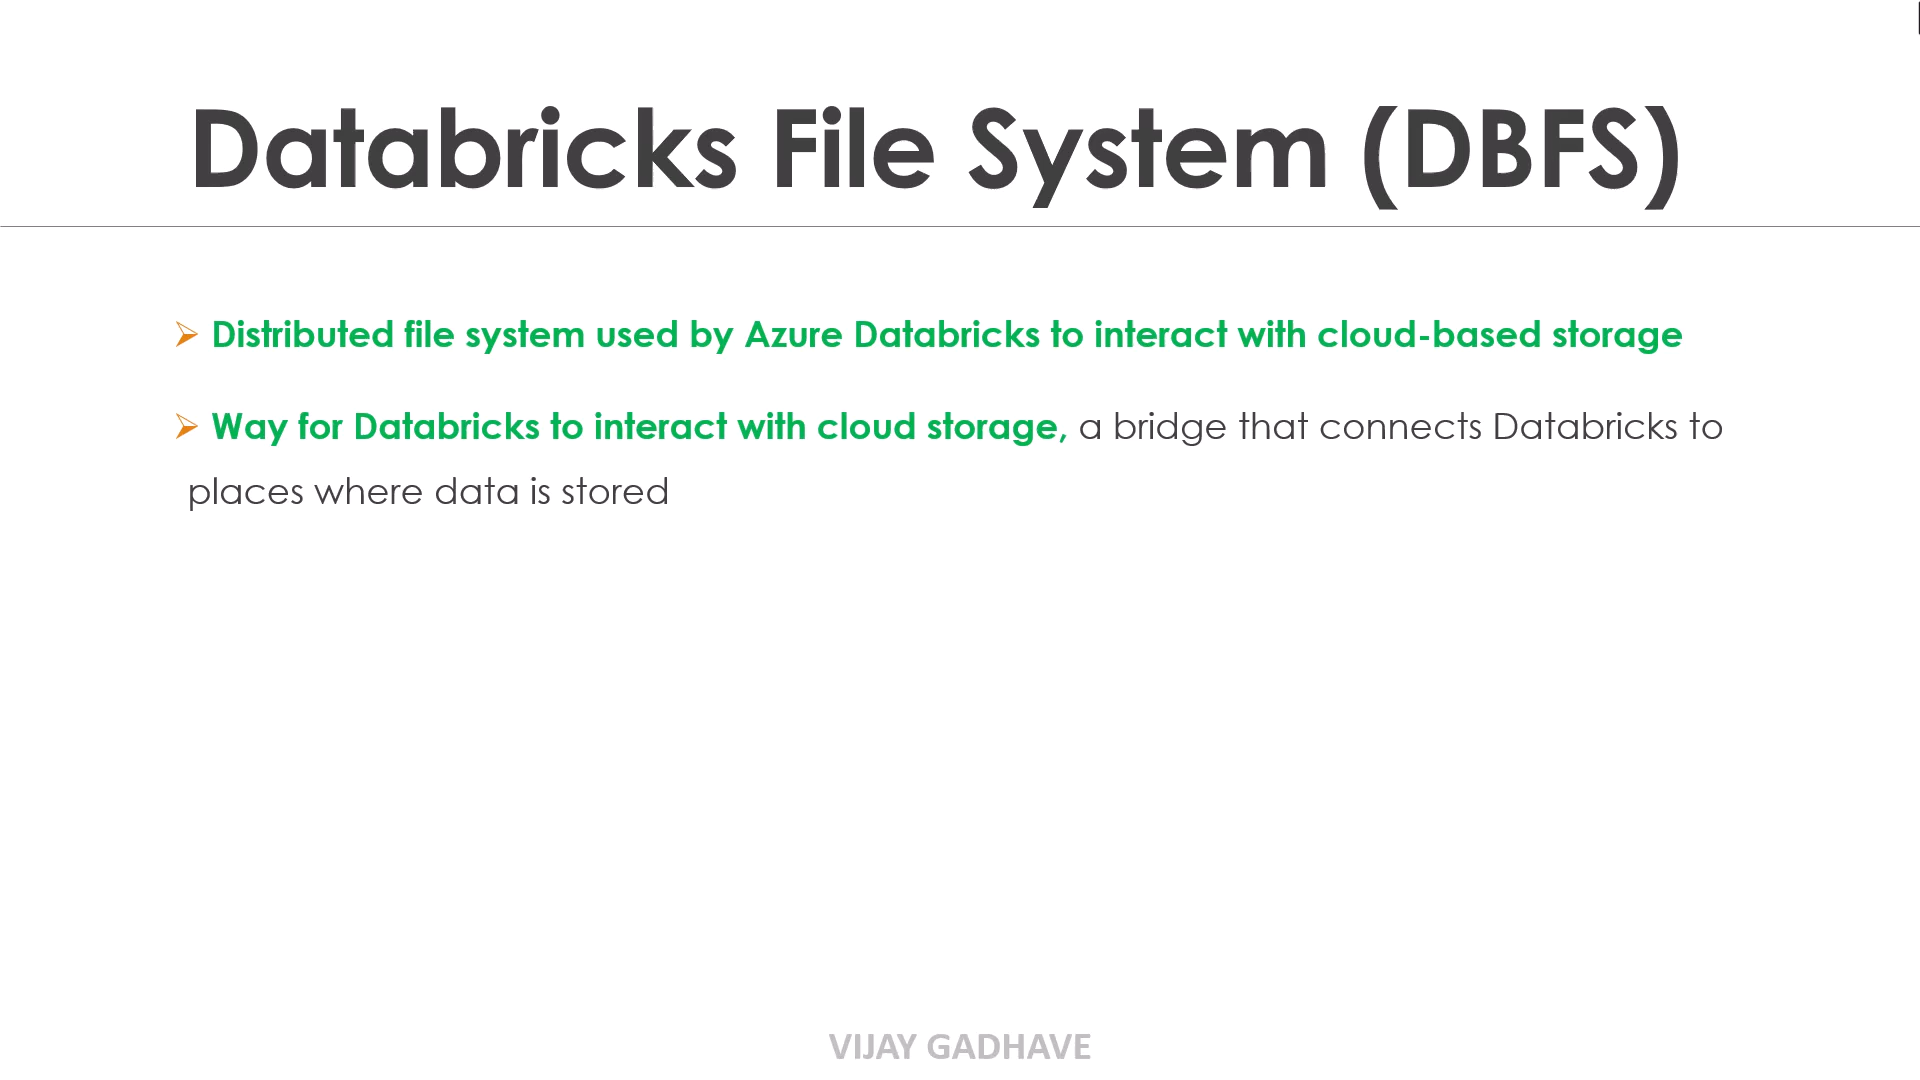 Databricks File System (DBFS)
➢ Distributed file system used by Azure Databricks to interact with cloud-based storage
➢ Way for Databricks to interact with cloud storage, a bridge that connects Databricks to
places where data is stored
VIJAY GADHAVE